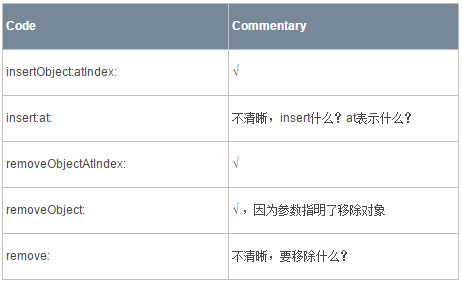 Code Commentary
insertObject:atIndex: √
insert:at: 不清晰，insert什么？at表示什么？
removeObjectAtIndex: √
removeObject: √，因为参数指明了移除对象
remove: 不清晰，要移除什么？